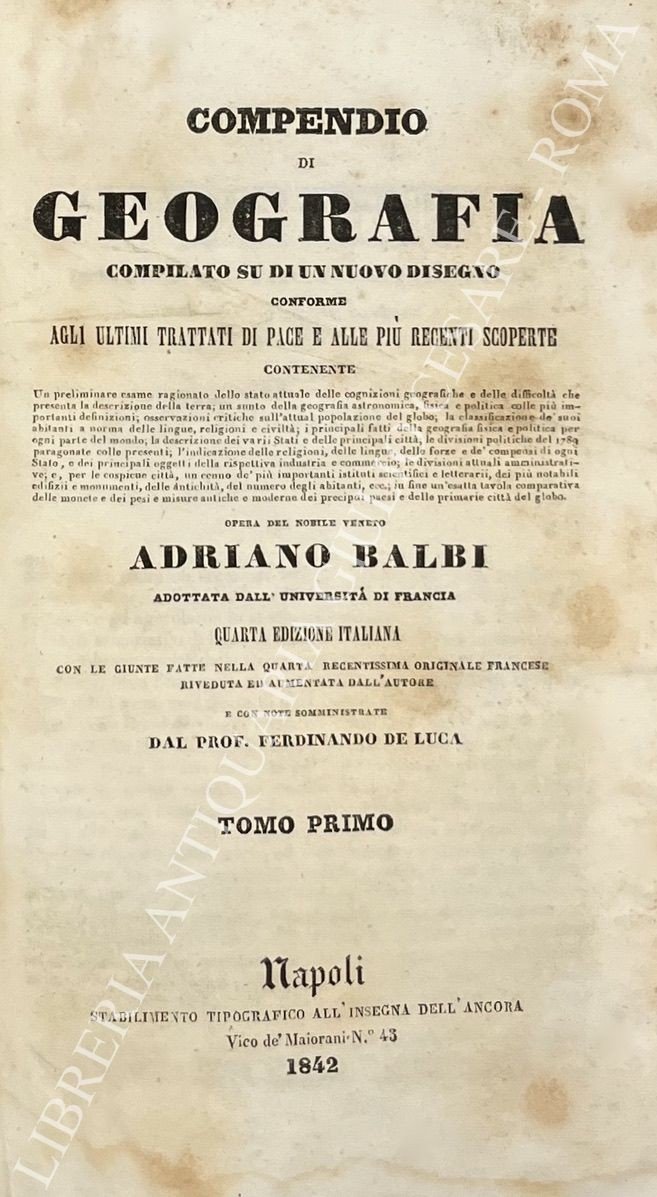 COMPENDIO
DI
GEOGRAFIA
COMPILATO SU DI UN NUOVO DISEGNO
CONFORME
AGLI ULTIMI TRATTATI DI PACE E ALLE PIÙ RECENTI SCOPERTE
CONTENENTE
Un preliminare esame ragionato dello stato attuale delle cognizioni geografiche e delle difficoltà che
presenta la descrizione della terra; un sunto della geografia astronomica, fisica e politica colle più im-
portanti definizioni; osservazioni critiche sull'attual popolazione del globo; la classificazione de' suoi
abitanti a norma delle lingue, religioni e civiltà; i principali fatti della geografia fisica e politica per
ogni parte del mondo; la descrizione dei varii Stati e delle principali città, le divisioni politiche del 1789
paragonate colle presenti; l'indicazione delle religioni, delle lingue, delle forze e de' compensi di ogni
Stato, e dei principali oggetti della rispettiva industria e commercio; le divisioni attuali amministrati-
ve; e, per le cospicue città, un cenno de' più importanti istituti scientifici e letterarii, dei più notabili
edifizii e monumenti, delle Antichità, del numero degli abitanti, ecc.; in fine un'esatta tavola comparativa
delle monete e dei pesi e misure antiche e moderne dei precipui paesi e delle primarie città del globo.
OPERA DEL NOBILE VENETO
ADRIANO BALBI
ADOTTATA DALL' UNIVERSITÁ DI FRANCIA
QUARTA EDIZIONE ITALIANA
CON LE GIUNTE FATTE NELLA QUARTA RECENTISSIMA ORIGINALE FRANCESE
RIVEDUTA ED AUMENTATA DALL'AUTORE
E CON NOTE SOMMINISTRATE
DAL PROF. FERDINANDO DE LUCA
TOMO PRIMO
Napoli
STABILIMENTO TIPOGRAFICO ALL'INSEGNA DELL'ANCORA
Vico de' Maiorani N.º 43
1842
LIBRERIA ANTIQUARIA GIULIO CESARE - ROMA